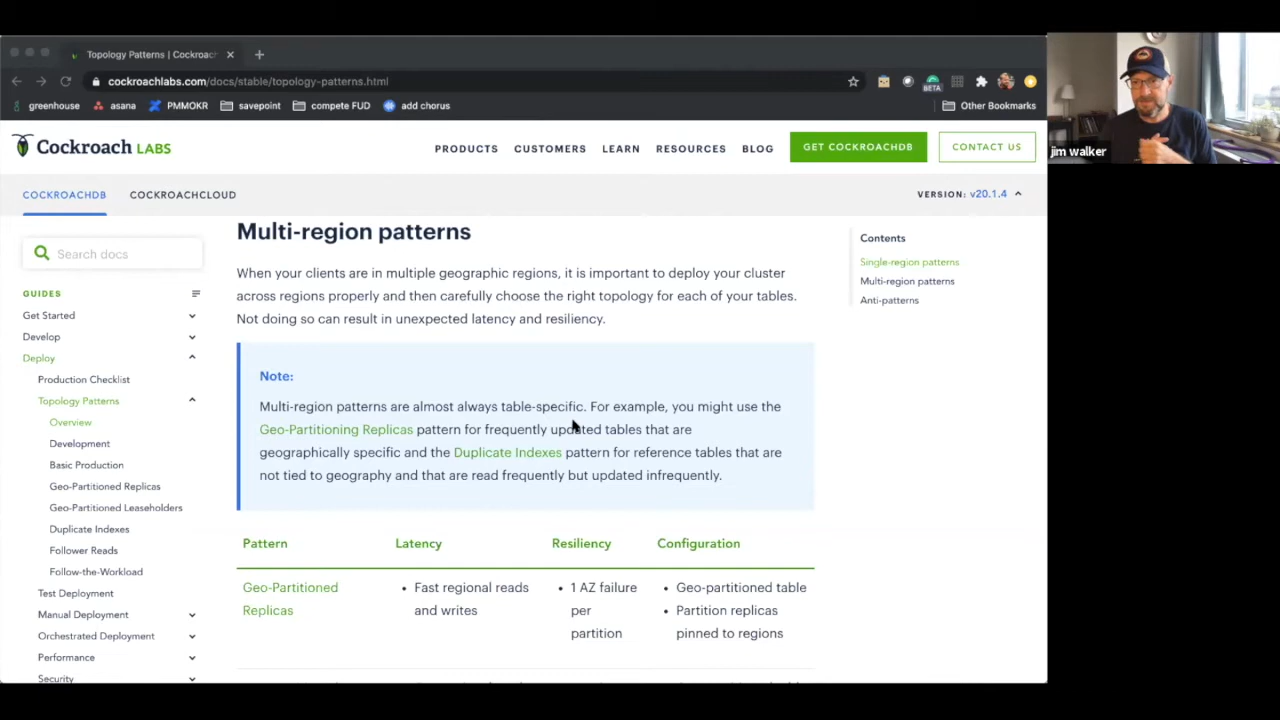 Topology Patterns | Cockroac
cockroachlabs.com/docs/stable/topology-patterns.html
BETA
greenhouse
asana
PMMOKR
savepoint
compete FUD
add chorus
Other Bookmarks
jim walker
Cockroach LABS
PRODUCTS
CUSTOMERS
LEARN
RESOURCES
BLOG
GET COCKROACHDB
CONTACT US
COCKROACHDB
COCKROACHCLOUD
VERSION: v20.1.4
Search docs
GUIDES
Get Started
Develop
Deploy
Production Checklist
Topology Patterns
Overview
Development
Basic Production
Geo-Partitioned Replicas
Geo-Partitioned Leaseholders
Duplicate Indexes
Follower Reads
Follow-the-Workload
Test Deployment
Manual Deployment
Orchestrated Deployment
Performance
Security
Multi-region patterns
When your clients are in multiple geographic regions, it is important to deploy your cluster
across regions properly and then carefully choose the right topology for each of your tables.
Not doing so can result in unexpected latency and resiliency.
Note:
Multi-region patterns are almost always table-specific. For example, you might use the
Geo-Partitioning Replicas pattern for frequently updated tables that are
geographically specific and the Duplicate Indexes pattern for reference tables that are
not tied to geography and that are read frequently but updated infrequently.
Pattern
Latency
Resiliency
Configuration
Geo-Partitioned
Replicas
• Fast regional reads
and writes
• 1 AZ failure
per
partition
• Geo-partitioned table
• Partition replicas
pinned to regions
Contents
Single-region patterns
Multi-region patterns
Anti-patterns